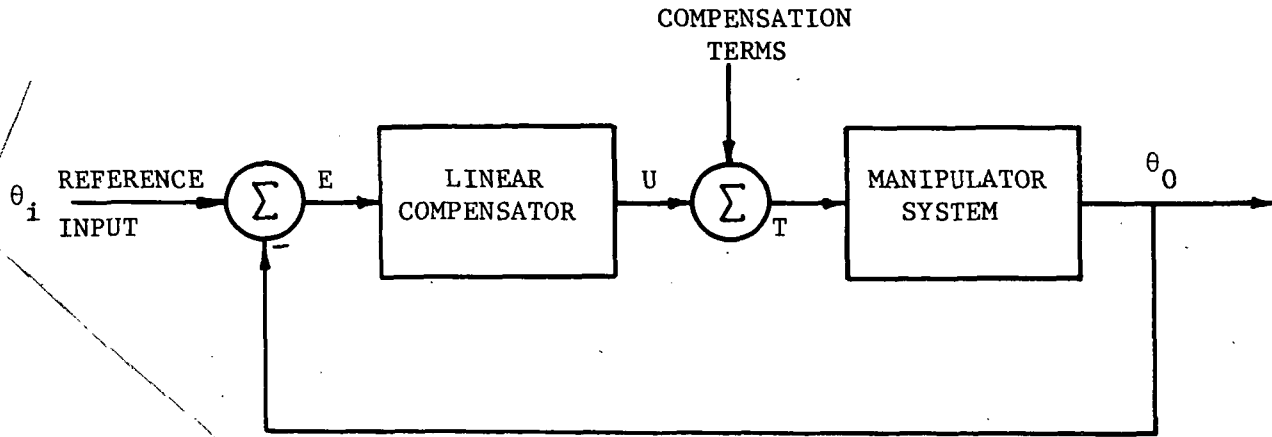 COMPENSATION
TERMS
θi
REFERENCE
INPUT
Σ
-
E
LINEAR
COMPENSATOR
U
Σ
T
MANIPULATOR
SYSTEM
θO